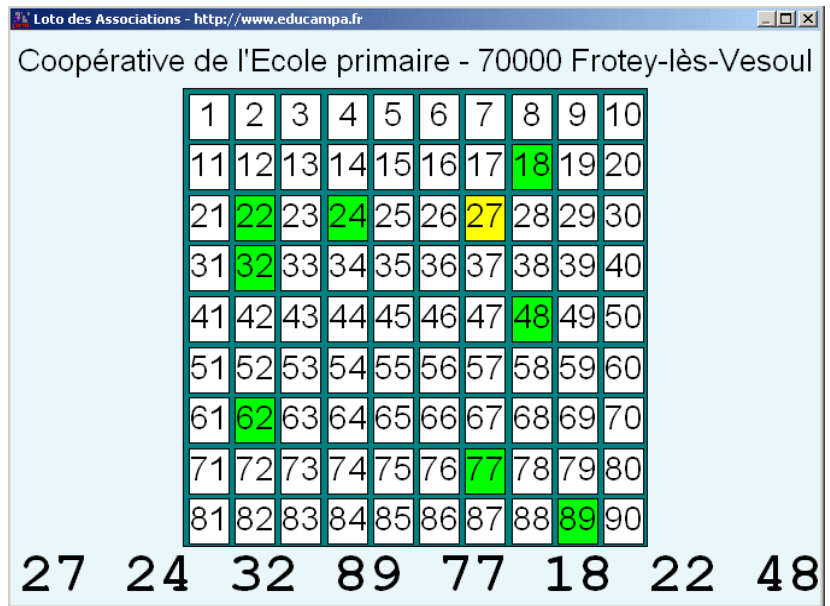 Loto des Associations - http://www.educampa.fr
Coopérative de l'Ecole primaire - 70000 Frotey-lès-Vesoul
1 2 3 4 5 6 7 8 9 10
11 12 13 14 15 16 17 18 19 20
21 22 23 24 25 26 27 28 29 30
31 32 33 34 35 36 37 38 39 40
41 42 43 44 45 46 47 48 49 50
51 52 53 54 55 56 57 58 59 60
61 62 63 64 65 66 67 68 69 70
71 72 73 74 75 76 77 78 79 80
81 82 83 84 85 86 87 88 89 90
27 24 32 89 77 18 22 48